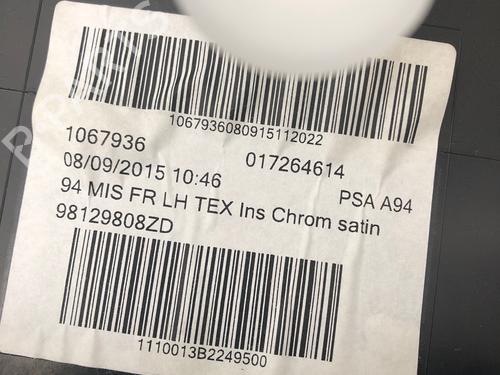 1067936080915112022
1067936
017264614
08/09/2015 10:46
PSA A94
94 MIS FR LH TEX Ins Chrom satin
98129808ZD
1110013B2249500